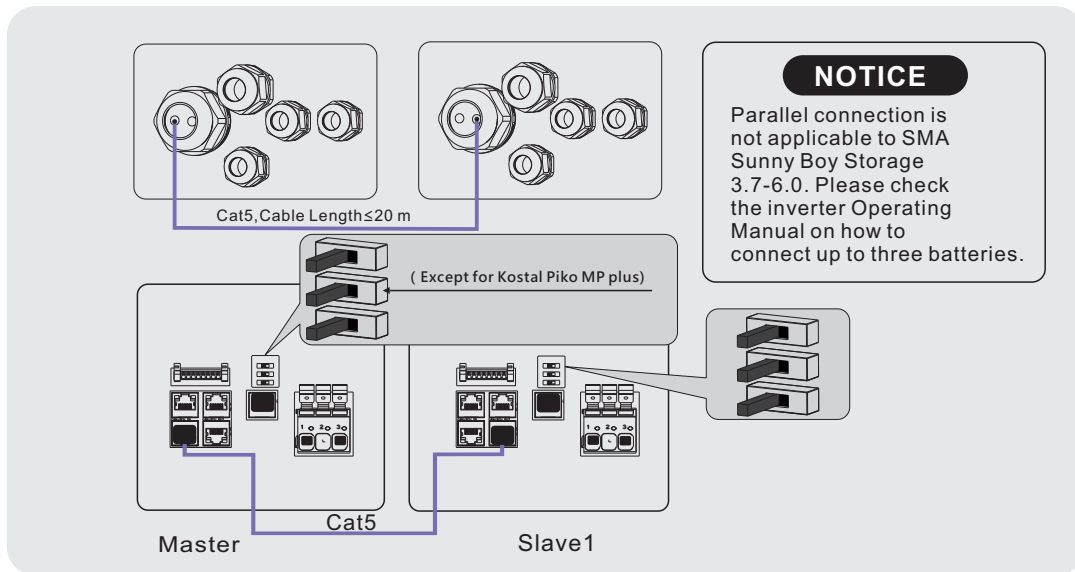 NOTICE
Parallel connection is
not applicable to SMA
Sunny Boy Storage
3.7-6.0. Please check
the inverter Operating
Manual on how to
connect up to three batteries.
Cat5,Cable Length≤20 m
( Except for Kostal Piko MP plus)
1 2 3
1 2 3
Cat5
Master
Slave1